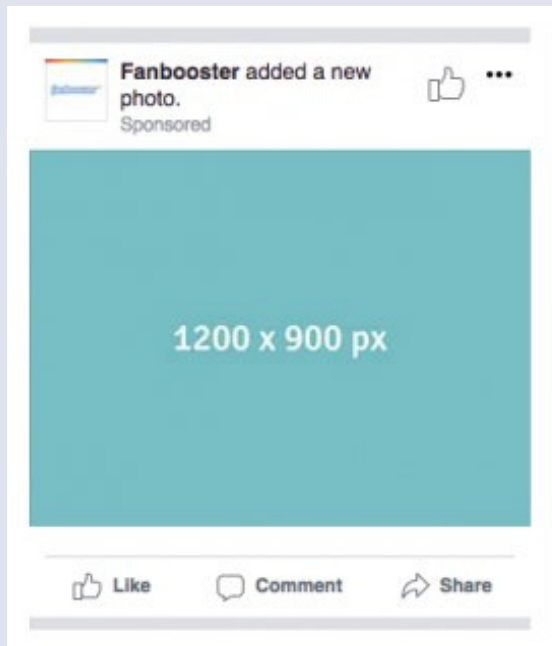 Fanbooster added a new
photo.
Sponsored
1200 x 900 px
Like Comment Share